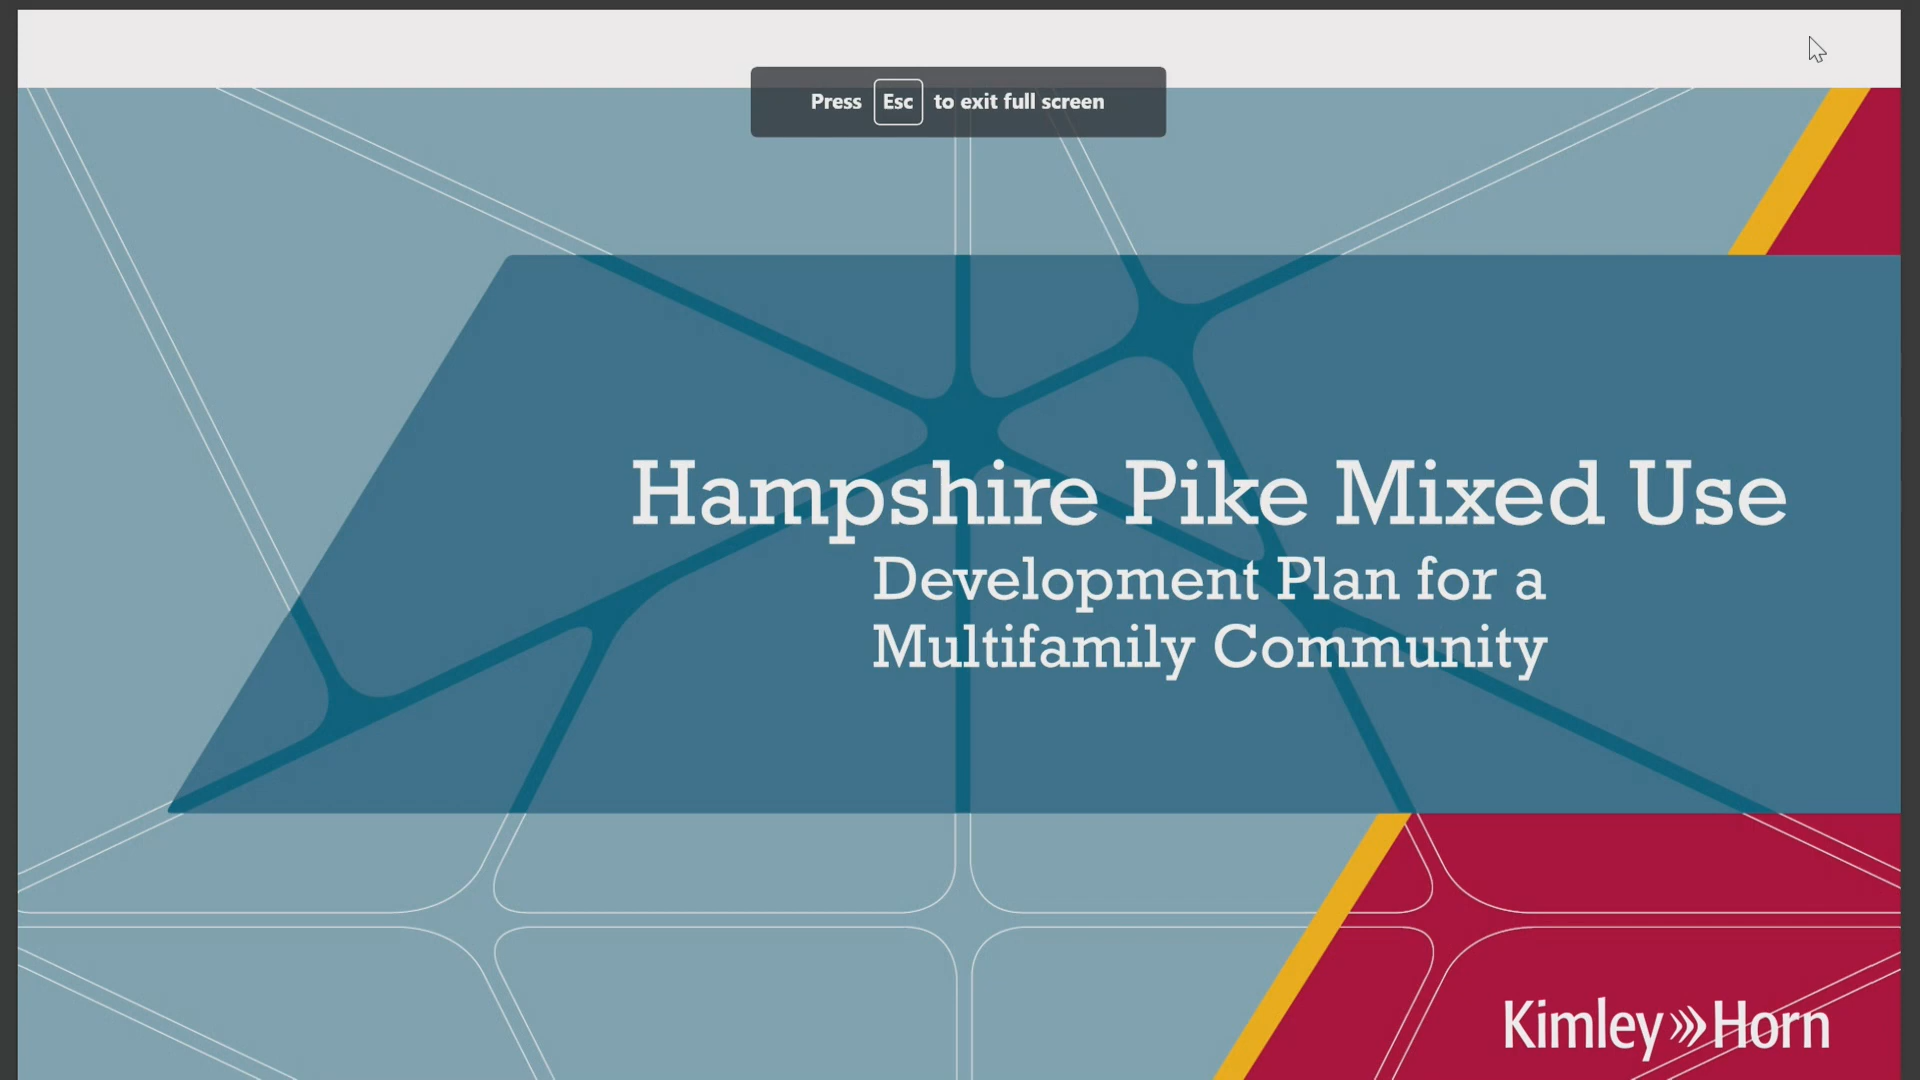 Press Esc to exit full screen
Hampshire Pike Mixed Use
Development Plan for a
Multifamily Community
Kimley»Horn